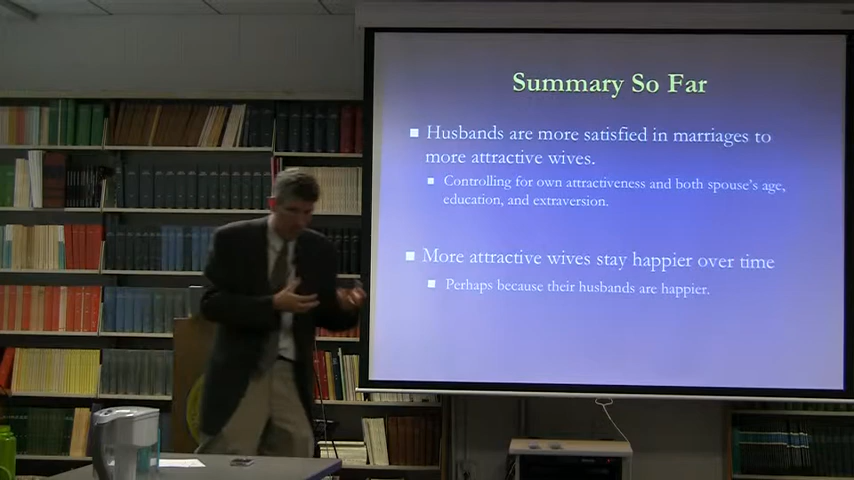 Summary So Far
Husbands are more satisfied in marriages to
more attractive wives.
Controlling for own attractiveness and both spouse's age,
education, and extraversion.
More attractive wives stay happier over time
Perhaps because their husbands are happier.